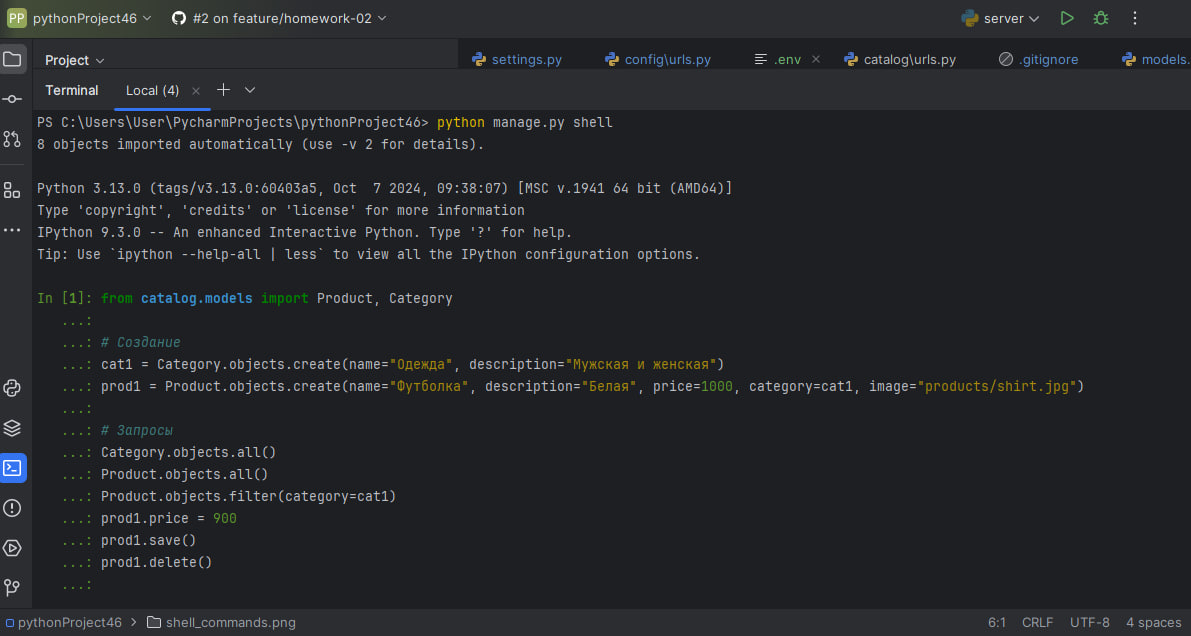 PP pythonProject46 #2 on feature/homework-02 server
Project settings.py config\urls.py .env catalog\urls.py .gitignore models.
Terminal Local (4)
PS C:\Users\User\PycharmProjects\pythonProject46> python manage.py shell
8 objects imported automatically (use -v 2 for details).
Python 3.13.0 (tags/v3.13.0:60403a5, Oct  7 2024, 09:38:07) [MSC v.1941 64 bit (AMD64)]
Type 'copyright', 'credits' or 'license' for more information
IPython 9.3.0 -- An enhanced Interactive Python. Type '?' for help.
Tip: Use `ipython --help-all | less` to view all the IPython configuration options.
In [1]: from catalog.models import Product, Category
...:
...: # Создание
...: cat1 = Category.objects.create(name="Одежда", description="Мужская и женская")
...: prod1 = Product.objects.create(name="Футболка", description="Белая", price=1000, category=cat1, image="products/shirt.jpg")
...:
...: # Запросы
...: Category.objects.all()
...: Product.objects.all()
...: Product.objects.filter(category=cat1)
...: prod1.price = 900
...: prod1.save()
...: prod1.delete()
...:
pythonProject46 > shell_commands.png 6:1 CRLF UTF-8 4 spaces